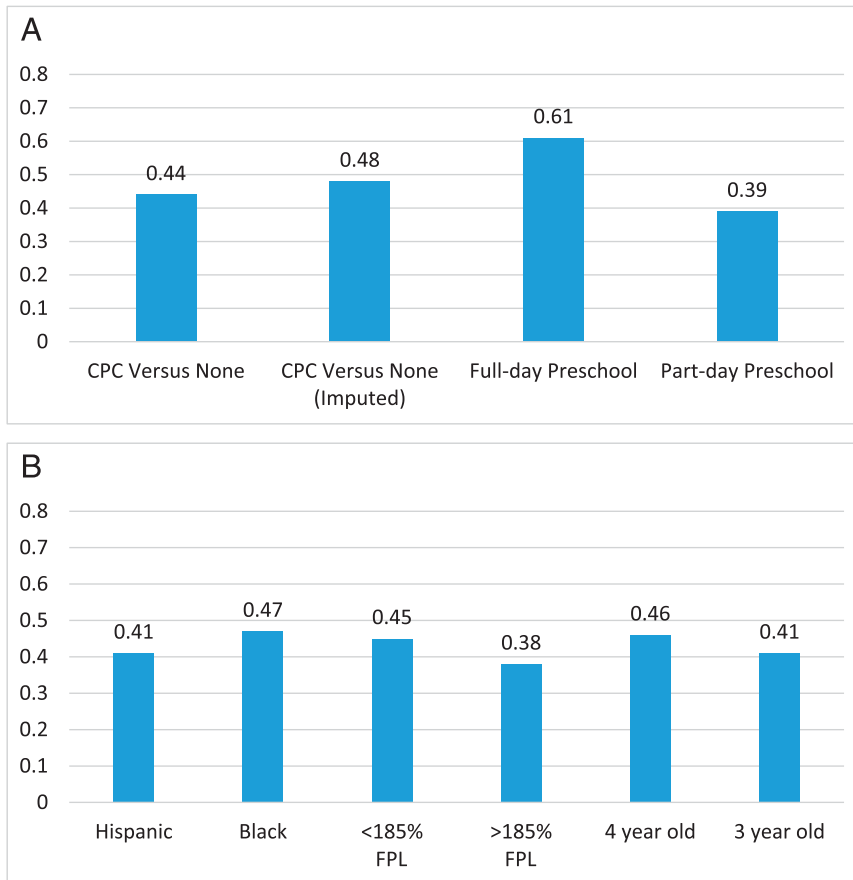 A
0.8
0.7
0.6
0.5
0.4
0.3
0.2
0.1
0
0.44
0.48
0.61
0.39
CPC Versus None
CPC Versus None
(Imputed)
Full-day Preschool
Part-day Preschool
B
0.8
0.7
0.6
0.5
0.4
0.3
0.2
0.1
0
0.41
0.47
0.45
0.38
0.46
0.41
Hispanic
Black
<185%
FPL
>185%
FPL
4 year old
3 year old